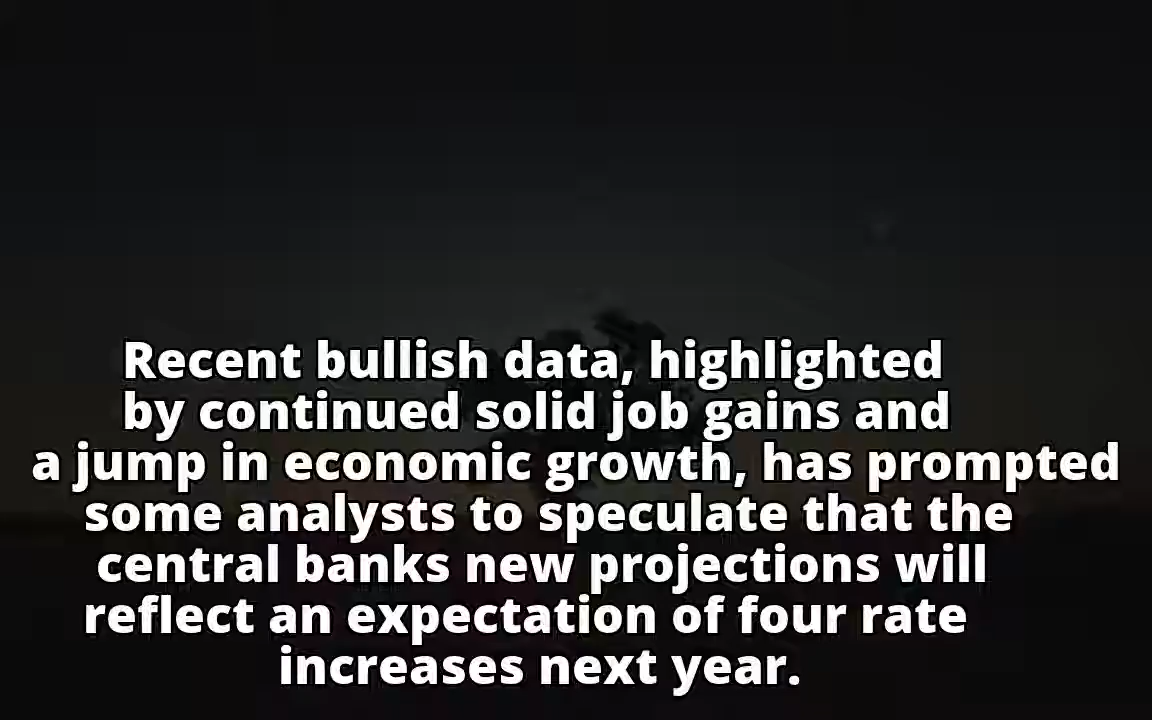 Recent bullish data, highlighted
by continued solid job gains and
a jump in economic growth, has prompted
some analysts to speculate that the
central banks new projections will
reflect an expectation of four rate
increases next year.